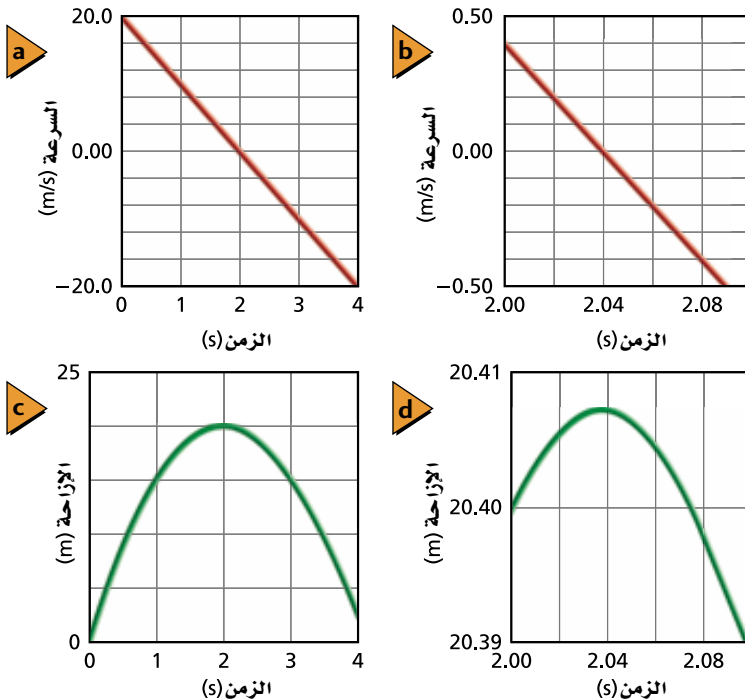 a
20.0
0.00
−20.0
السرعة (m/s)
0 1 2 3 4
الزمن (s)
b
0.50
0.00
−0.50
السرعة (m/s)
2.00 2.04 2.08
الزمن (s)
c
25
0
الإزاحة (m)
0 1 2 3 4
الزمن (s)
d
20.41
20.40
20.39
الإزاحة (m)
2.00 2.04 2.08
الزمن (s)